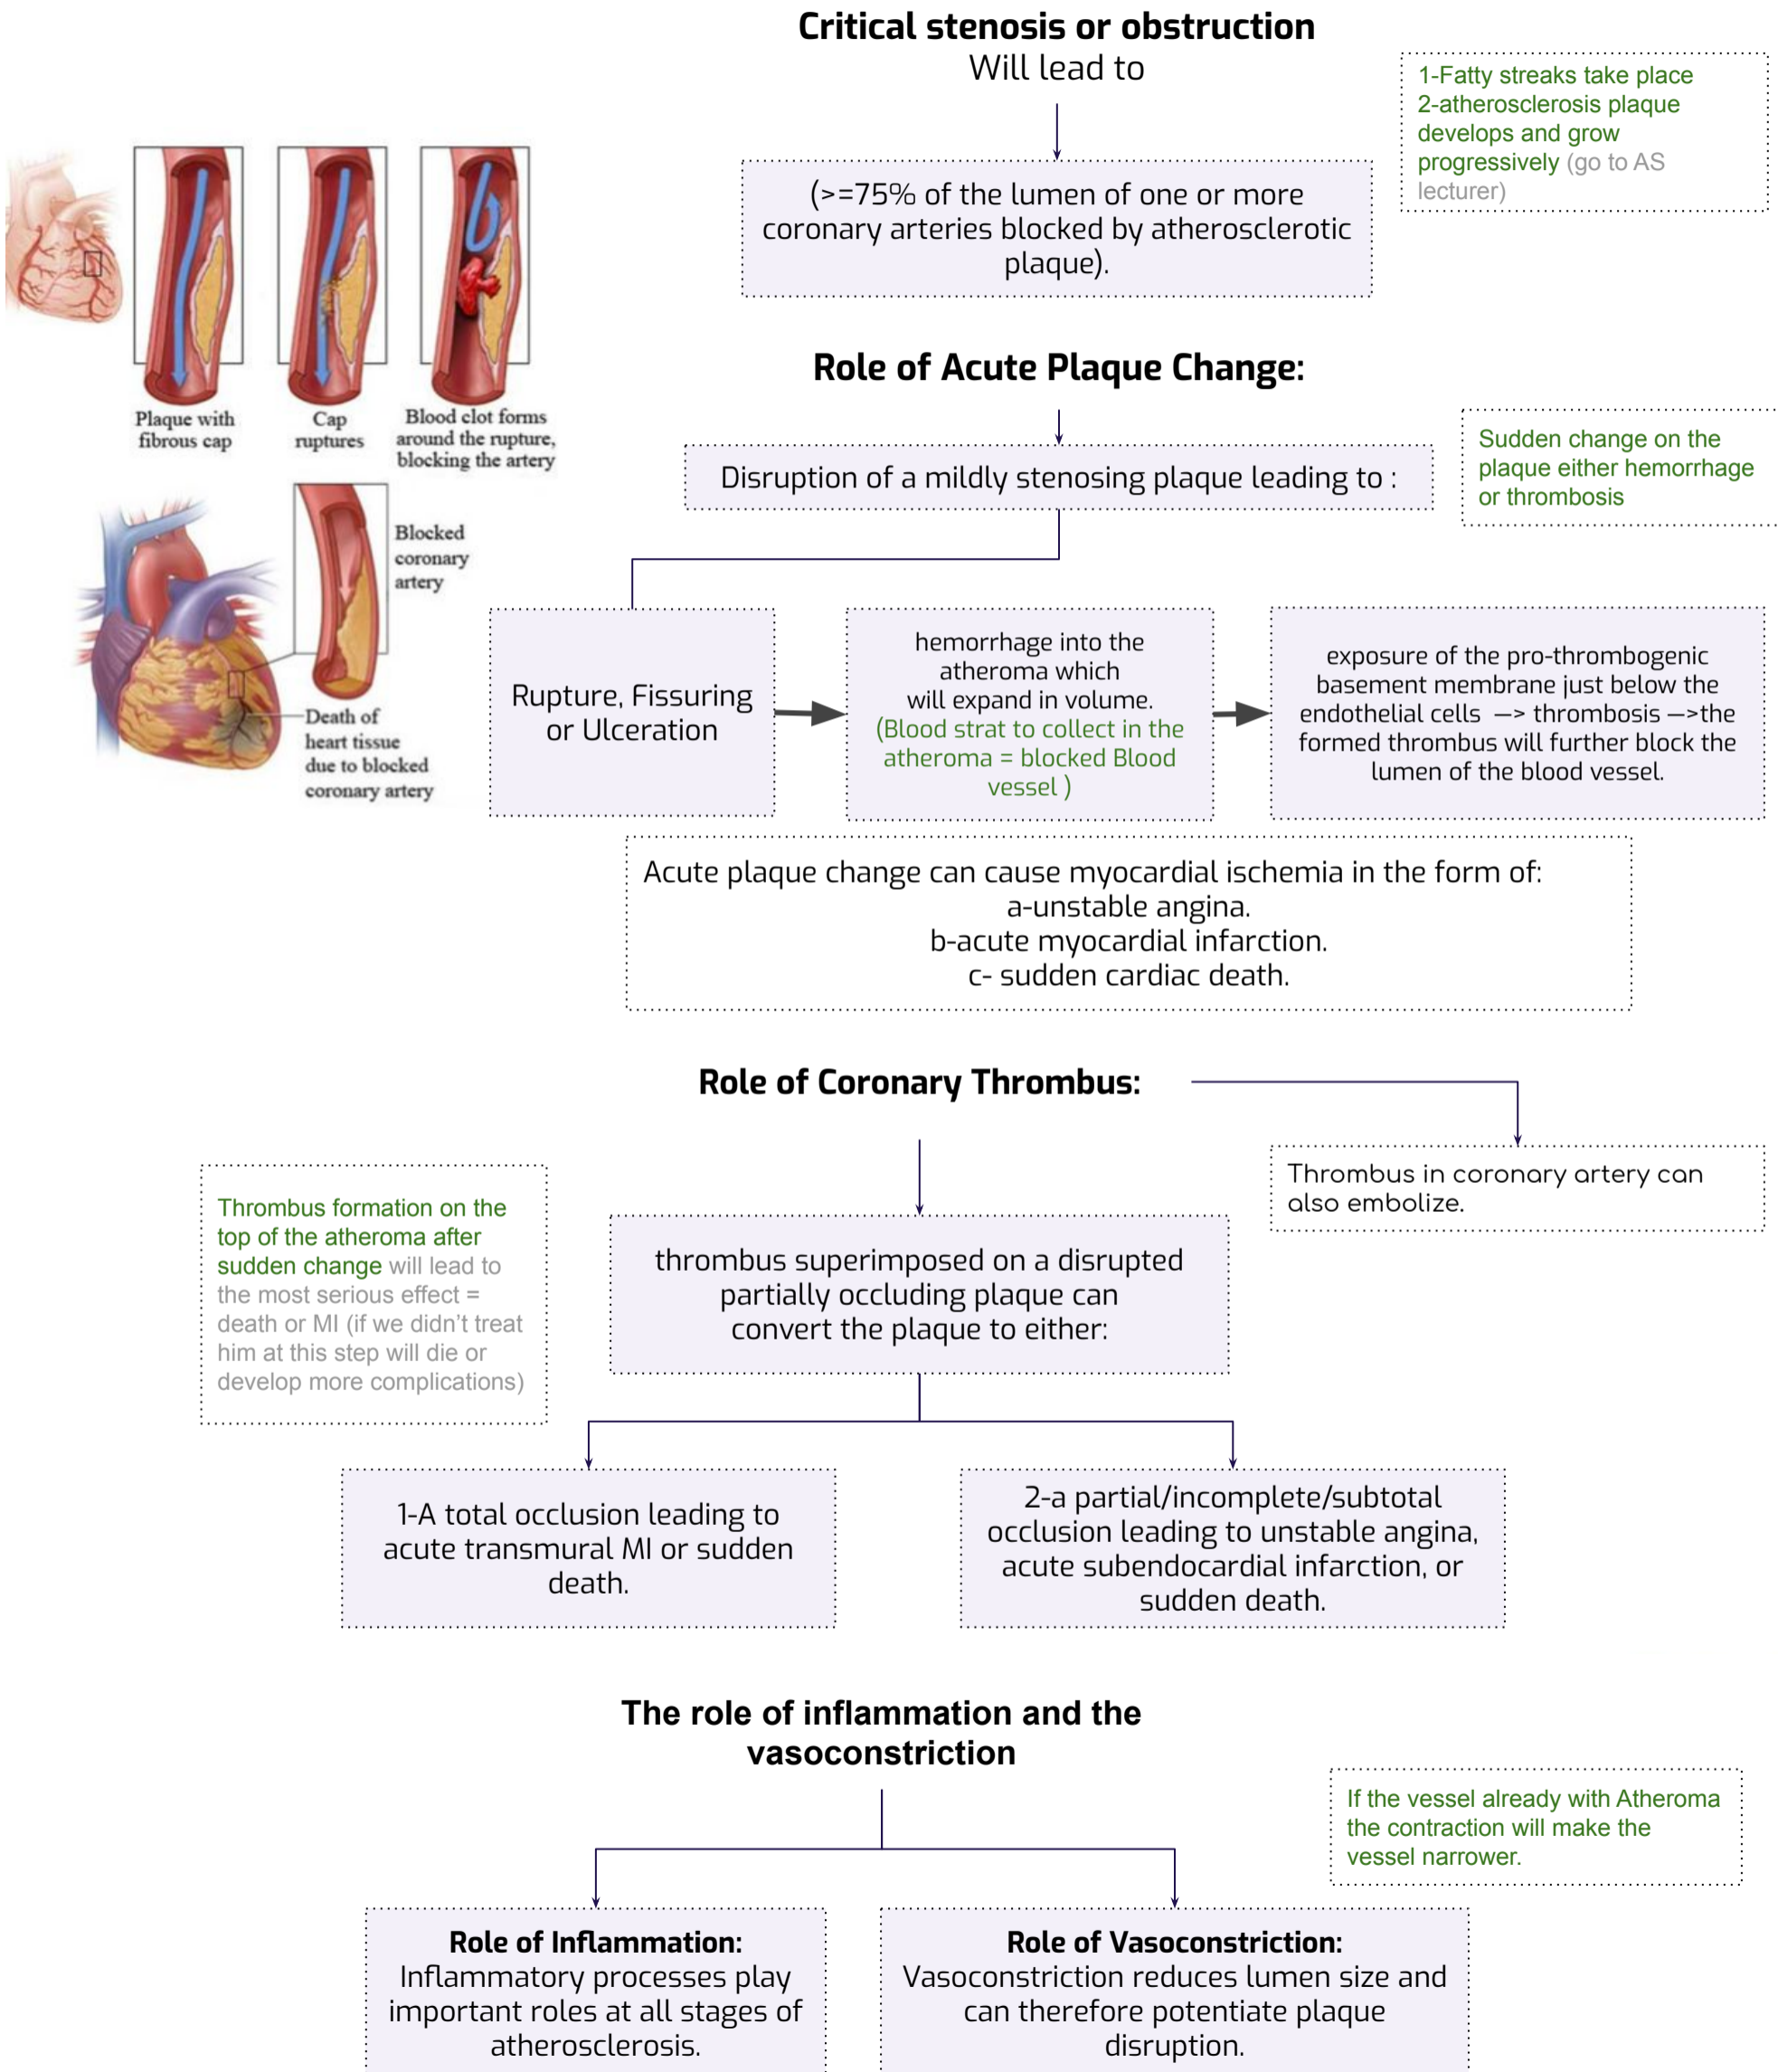 Critical stenosis or obstruction
Will lead to
1-Fatty streaks take place
2-atherosclerosis plaque
develops and grow
progressively (go to AS
lecturer)
(>=75% of the lumen of one or more
coronary arteries blocked by atherosclerotic
plaque).
Plaque with
fibrous cap
Cap
ruptures
Blood clot forms
around the rupture,
blocking the artery
Role of Acute Plaque Change:
Disruption of a mildly stenosing plaque leading to :
Sudden change on the
plaque either hemorrhage
or thrombosis
Blocked
coronary
artery
Death of
heart tissue
due to blocked
coronary artery
Rupture, Fissuring
or Ulceration
hemorrhage into the
atheroma which
will expand in volume.
(Blood strat to collect in the
atheroma = blocked Blood
vessel )
exposure of the pro-thrombogenic
basement membrane just below the
endothelial cells —> thrombosis —>the
formed thrombus will further block the
lumen of the blood vessel.
Acute plaque change can cause myocardial ischemia in the form of:
a-unstable angina.
b-acute myocardial infarction.
c- sudden cardiac death.
Role of Coronary Thrombus:
Thrombus in coronary artery can
also embolize.
Thrombus formation on the
top of the atheroma after
sudden change will lead to
the most serious effect =
death or MI (if we didn’t treat
him at this step will die or
develop more complications)
thrombus superimposed on a disrupted
partially occluding plaque can
convert the plaque to either:
1-A total occlusion leading to
acute transmural MI or sudden
death.
2-a partial/incomplete/subtotal
occlusion leading to unstable angina,
acute subendocardial infarction, or
sudden death.
The role of inflammation and the
vasoconstriction
If the vessel already with Atheroma
the contraction will make the
vessel narrower.
Role of Inflammation:
Inflammatory processes play
important roles at all stages of
atherosclerosis.
Role of Vasoconstriction:
Vasoconstriction reduces lumen size and
can therefore potentiate plaque
disruption.